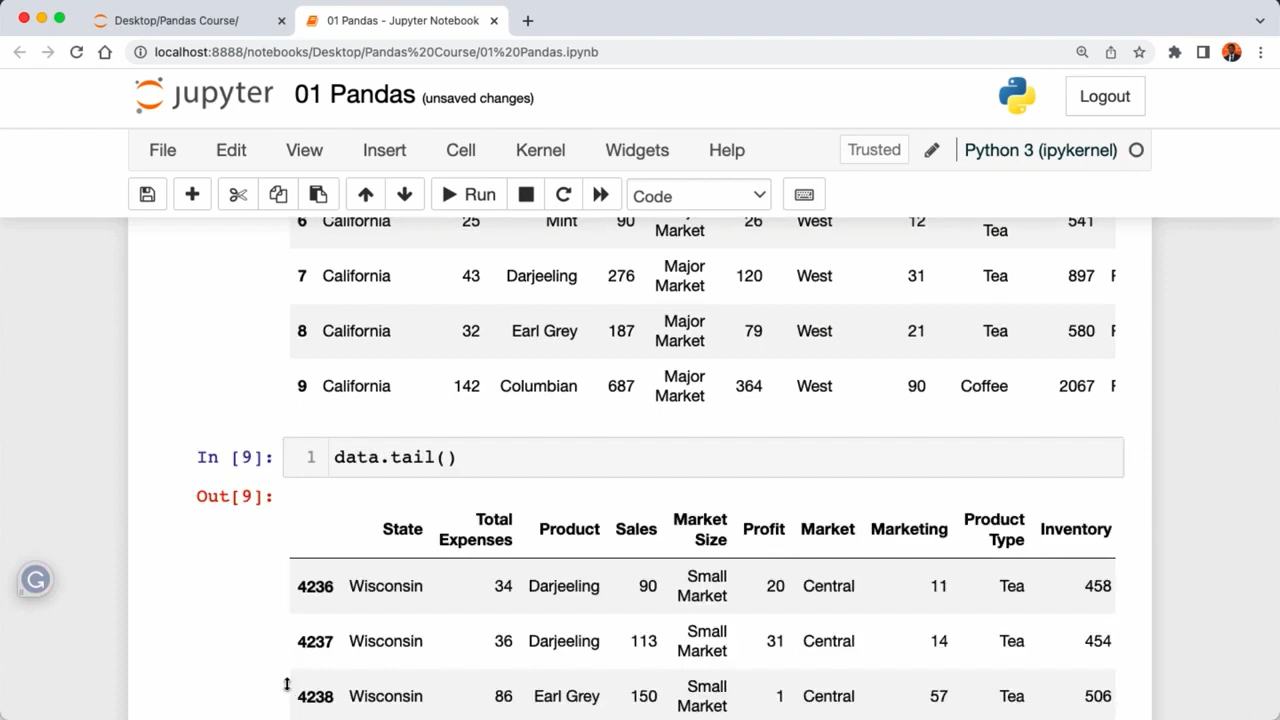 Desktop/Pandas Course/
01 Pandas - Jupyter Notebook
localhost:8888/notebooks/Desktop/Pandas%20Course/01%20Pandas.ipynb
jupyter 01 Pandas (unsaved changes) Logout
File Edit View Insert Cell Kernel Widgets Help Trusted Python 3 (ipykernel)
Run Code
6 California 25 Mint 90 Market 26 West 12 Tea 541
7 California 43 Darjeeling 276 Major Market 120 West 31 Tea 897
8 California 32 Earl Grey 187 Major Market 79 West 21 Tea 580
9 California 142 Columbian 687 Major Market 364 West 90 Coffee 2067
In [9]: 1 data.tail()
Out[9]:
State Total Expenses Product Sales Market Size Profit Market Marketing Product Type Inventory
4236 Wisconsin 34 Darjeeling 90 Small Market 20 Central 11 Tea 458
4237 Wisconsin 36 Darjeeling 113 Small Market 31 Central 14 Tea 454
4238 Wisconsin 86 Earl Grey 150 Small Market 1 Central 57 Tea 506